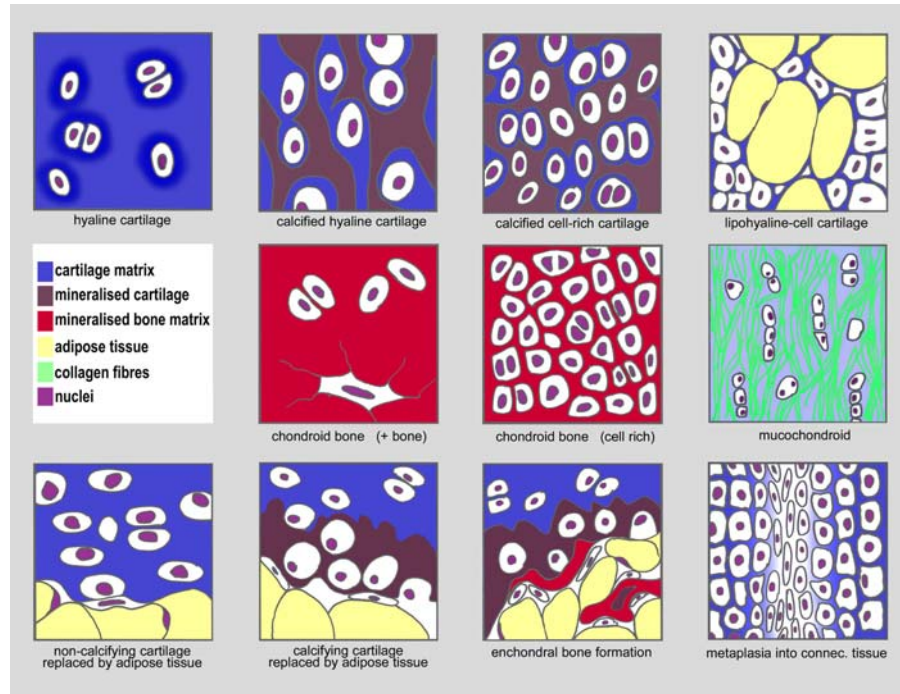 hyaline cartilage
calcified hyaline cartilage
calcified cell-rich cartilage
lipohyaline-cell cartilage
cartilage matrix
mineralised cartilage
mineralised bone matrix
adipose tissue
collagen fibres
nuclei
chondroid bone (+ bone)
chondroid bone (cell rich)
mucochondroid
non-calcifying cartilage
replaced by adipose tissue
calcifying cartilage
replaced by adipose tissue
enchondral bone formation
metaplasia into connec. tissue